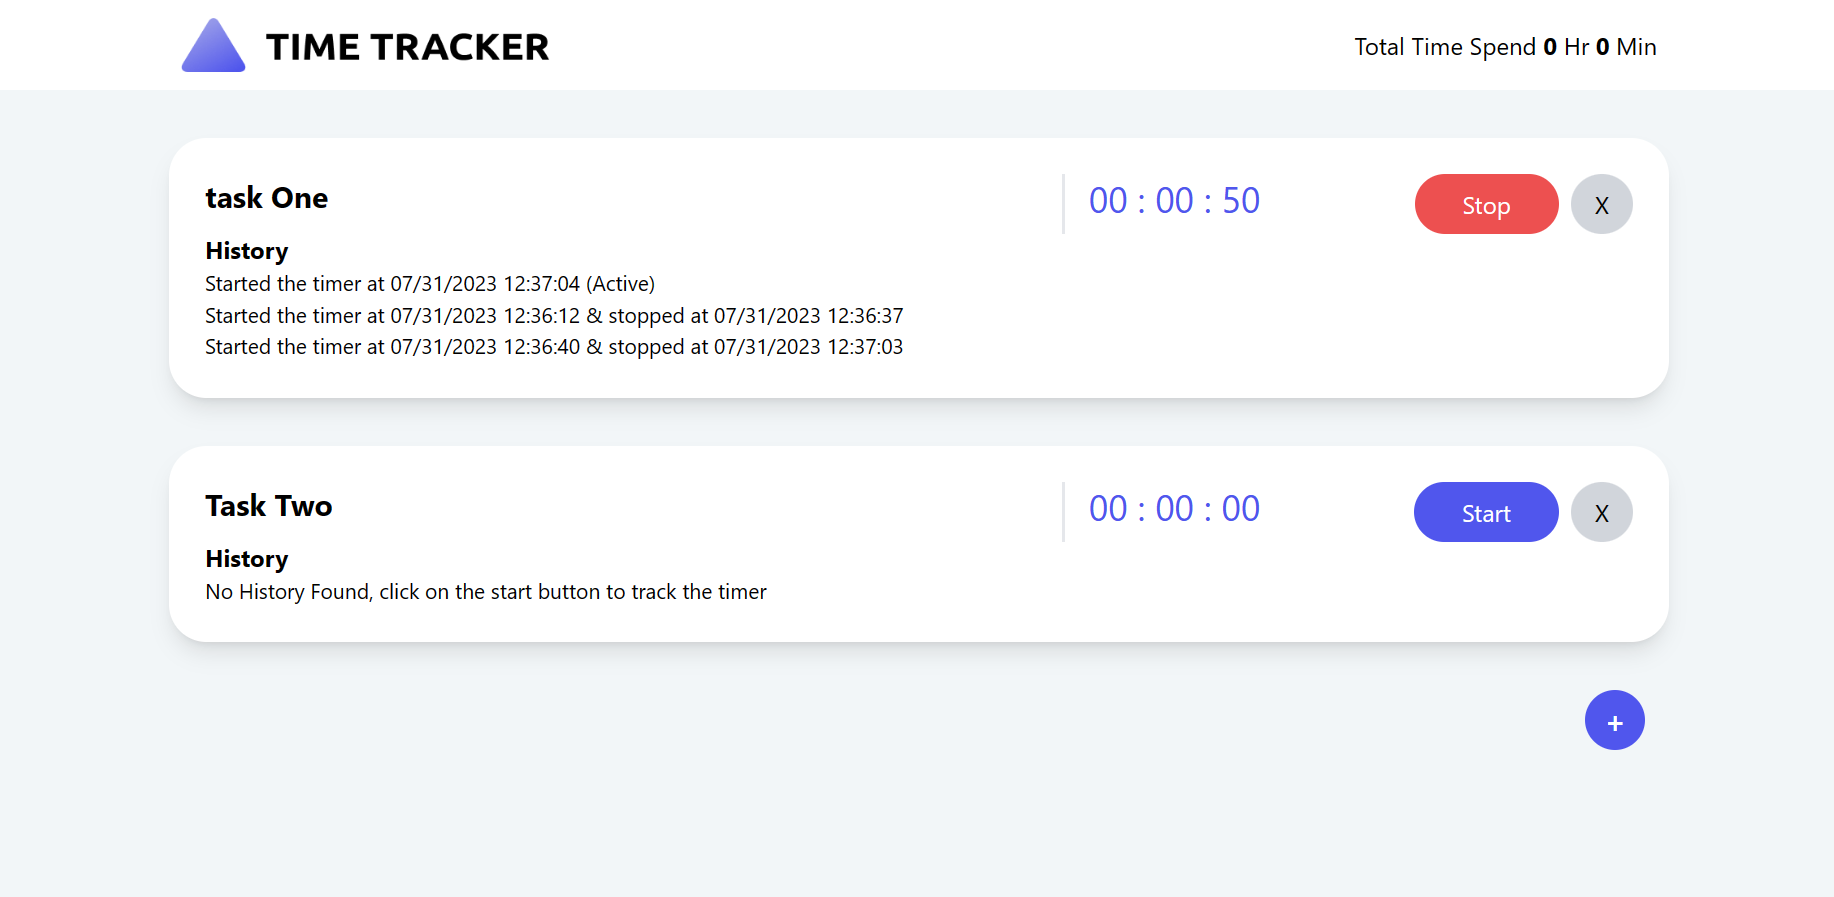 TIME TRACKER
Total Time Spend 0 Hr 0 Min
task One
00 : 00 : 50
Stop
X
History
Started the timer at 07/31/2023 12:37:04 (Active)
Started the timer at 07/31/2023 12:36:12 & stopped at 07/31/2023 12:36:37
Started the timer at 07/31/2023 12:36:40 & stopped at 07/31/2023 12:37:03
Task Two
00 : 00 : 00
Start
X
History
No History Found, click on the start button to track the timer
+